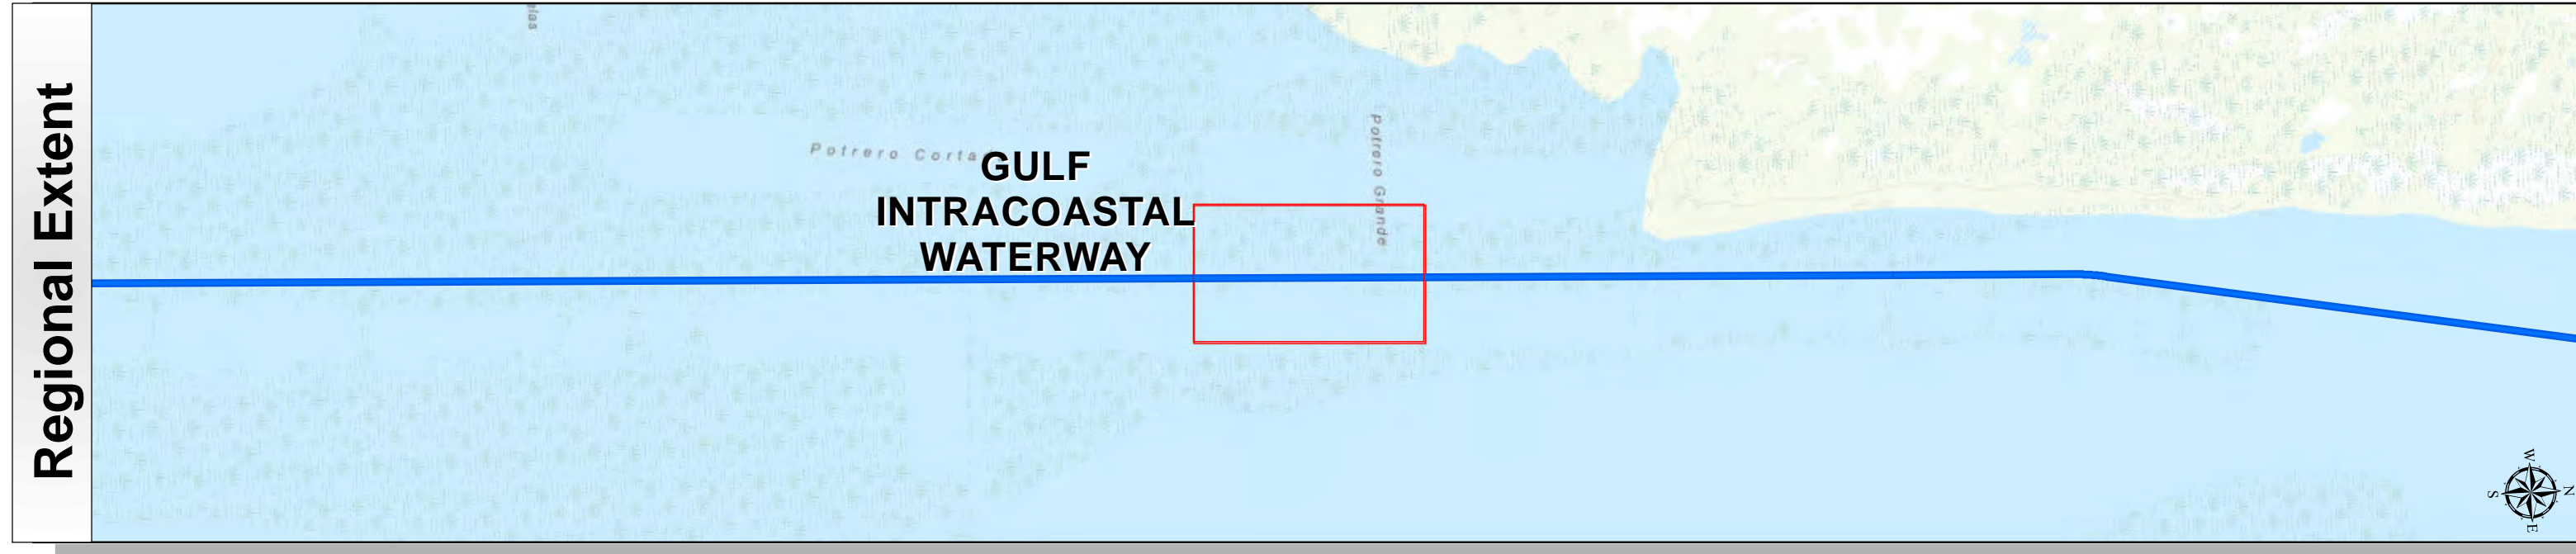 Regional Extent
Potrero Corta
GULF
INTRACOASTAL
WATERWAY
Potrero Grande
W
S
N
E